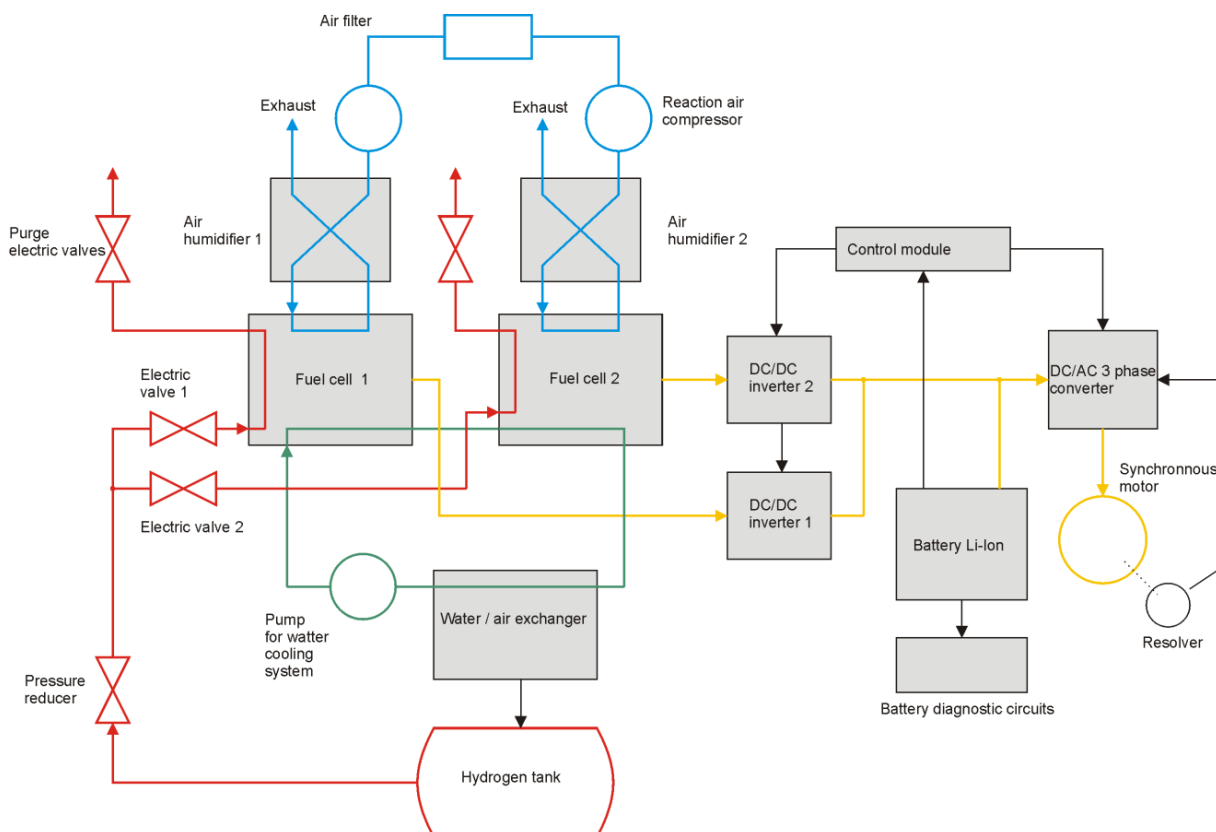 Air filter
Exhaust
Exhaust
Reaction air
compressor
Purge
electric valves
Air
humidifier 1
Air
humidifier 2
Control module
Electric
valve 1
Fuel cell  1
Fuel cell 2
DC/DC
inverter 2
DC/AC 3 phase
converter
Electric valve 2
DC/DC
inverter 1
Synchronnous
motor
Battery Li-Ion
Pump
for watter
cooling
system
Water / air exchanger
Resolver
Pressure
reducer
Battery diagnostic circuits
Hydrogen tank